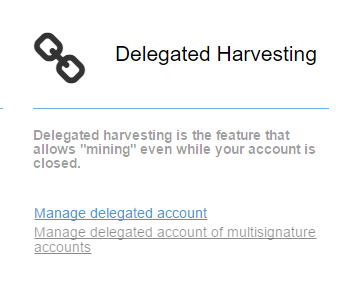 Delegated Harvesting
Delegated harvesting is the feature that
allows "mining" even while your account is
closed.
Manage delegated account
Manage delegated account of multisignature
accounts